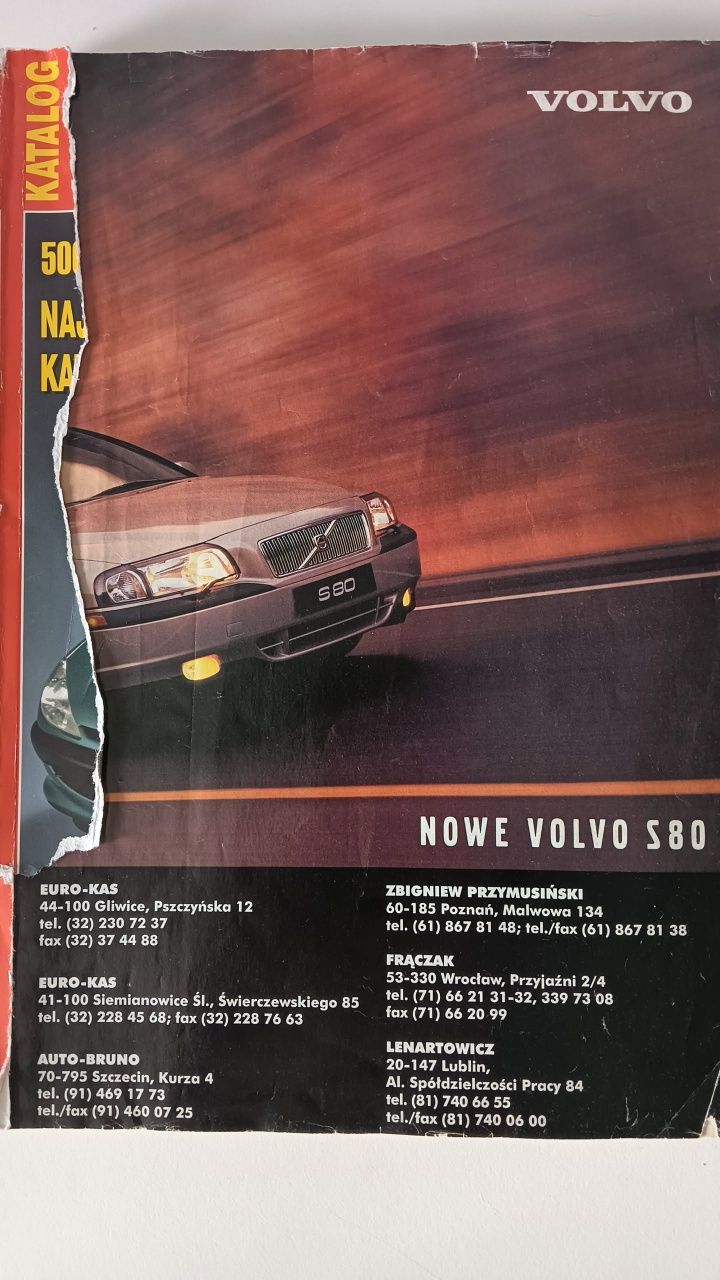 KATALOG
VOLVO
S80
NOWE VOLVO S80
EURO-KAS
44-100 Gliwice, Pszczyńska 12
tel. (32) 230 72 37
fax (32) 37 44 88
EURO-KAS
41-100 Siemianowice Śl., Świerczewskiego 85
tel. (32) 228 45 68; fax (32) 228 76 63
AUTO-BRUNO
70-795 Szczecin, Kurza 4
tel. (91) 469 17 73
tel./fax (91) 460 07 25
ZBIGNIEW PRZYMUSIŃSKI
60-185 Poznań, Malwowa 134
tel. (61) 867 81 48; tel./fax (61) 867 81 38
FRĄCZAK
53-330 Wrocław, Przyjaźni 2/4
tel. (71) 66 21 31-32, 339 73 08
fax (71) 66 20 99
LENARTOWICZ
20-147 Lublin,
Al. Spółdzielczości Pracy 84
tel. (81) 740 66 55
tel./fax (81) 740 06 00